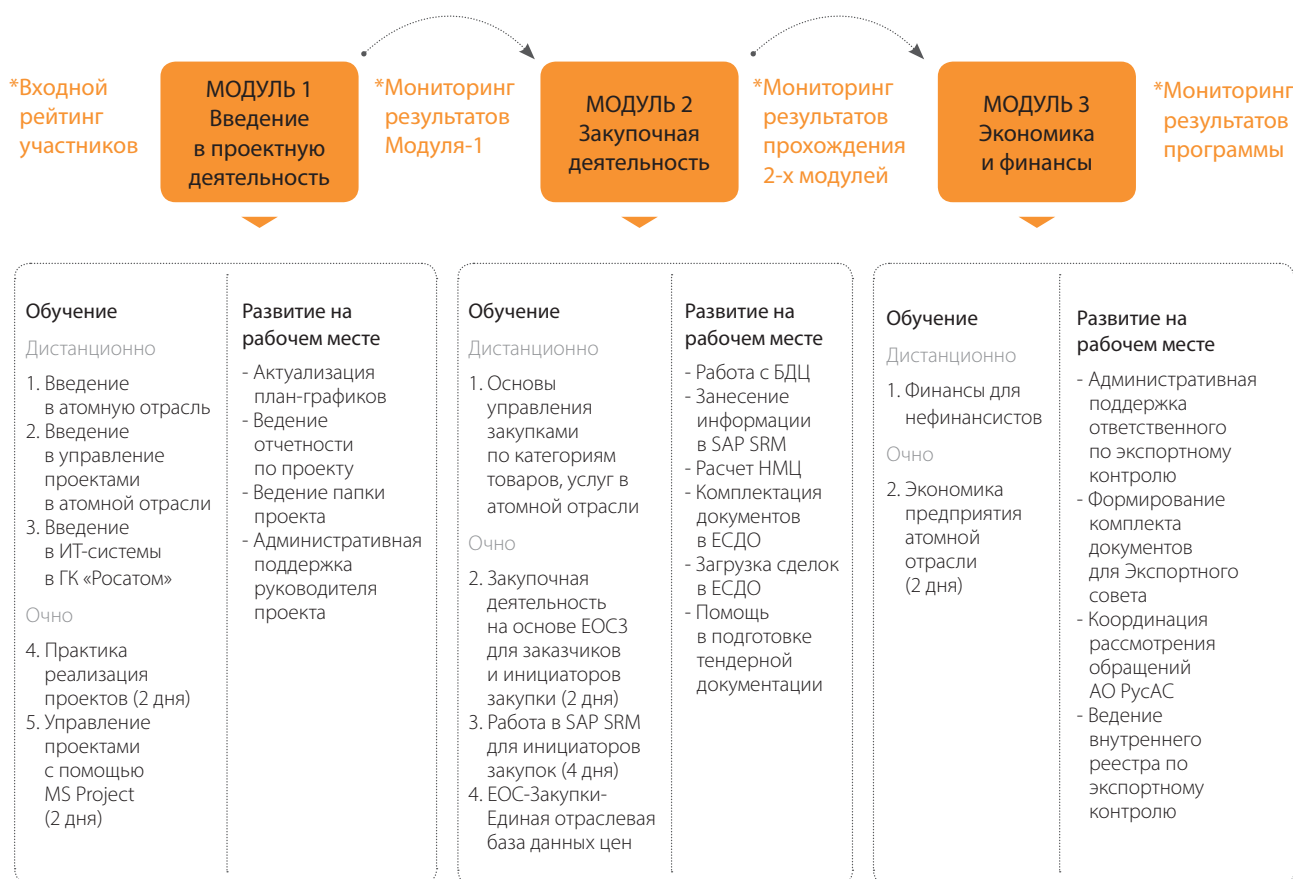 *Входной
рейтинг
участников
МОДУЛЬ 1
Введение
в проектную
деятельность
*Мониторинг
результатов
Модуля-1
МОДУЛЬ 2
Закупочная
деятельность
*Мониторинг
результатов
прохождения
2-х модулей
МОДУЛЬ 3
Экономика
и финансы
*Мониторинг
результатов
программы
Обучение
Дистанционно
1. Введение
в атомную отрасль
2. Введение
в управление
проектами
в атомной отрасли
3. Введение
в ИТ-системы
в ГК «Росатом»
Очно
4. Практика
реализация
проектов (2 дня)
5. Управление
проектами
с помощью
MS Project
(2 дня)
Развитие на
рабочем месте
- Актуализация
план-графиков
- Ведение
отчетности
по проекту
- Ведение папки
проекта
- Административная
поддержка
руководителя
проекта
Обучение
Дистанционно
1. Основы
управления
закупками
по категориям
товаров, услуг в
атомной отрасли
Очно
2. Закупочная
деятельность
на основе ЕОСЗ
для заказчиков
и инициаторов
закупки (2 дня)
3. Работа в SAP SRM
для инициаторов
закупок (4 дня)
4. ЕОС-Закупки-
Единая отраслевая
база данных цен
Развитие на
рабочем месте
- Работа с БДЦ
- Занесение
информации
в SAP SRM
- Расчет НМЦ
- Комплектация
документов
в ЕСДО
- Загрузка сделок
в ЕСДО
- Помощь
в подготовке
тендерной
документации
Обучение
Дистанционно
1. Финансы для
нефинансистов
Очно
2. Экономика
предприятия
атомной
отрасли
(2 дня)
Развитие на
рабочем месте
- Административная
поддержка
ответственного
по экспортному
контролю
- Формирование
комплекта
документов
для Экспортного
совета
- Координация
рассмотрения
обращений
АО РусАС
- Ведение
внутреннего
реестра по
экспортному
контролю